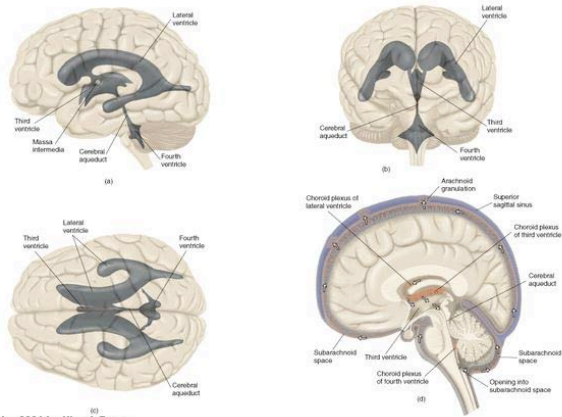 Lateral
ventricle
Third
ventricle
Massa
intermedia
Cerebral
aqueduct
Fourth
ventricle
(a)
Lateral
ventricle
Cerebral
aqueduct
Third
ventricle
Fourth
ventricle
(b)
Lateral
ventricles
Third
ventricle
Fourth
ventricle
Cerebral
aqueduct
(c)
Arachnoid
granulation
Choroid plexus of
lateral ventricle
Superior
sagittal sinus
Choroid plexus
of third ventricle
Cerebral
aqueduct
Subarachnoid
space
Third ventricle
Subarachnoid
space
Choroid plexus
of fourth ventricle
Opening into
subarachnoid space
(d)